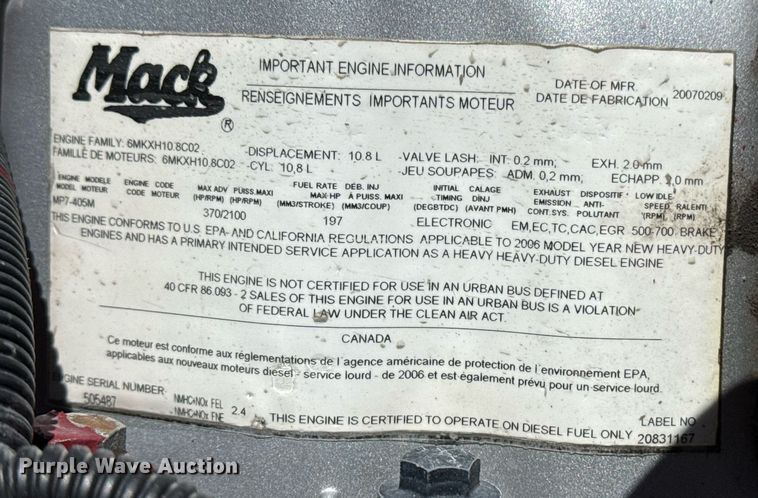 Mack ®
IMPORTANT ENGINE INFORMATION
RENSEIGNEMENTS IMPORTANTS MOTEUR
DATE OF MFR
DATE DE FABRICATION 20070209
ENGINE FAMILY: 6MKXH10.8C02
FAMILLE DE MOTEURS: 6MKXH10.8C02
-DISPLACEMENT: 10.8 L
-CYL: 10,8 L
-VALVE LASH: INT: 0.2 mm; EXH. 2.0 mm
-JEU SOUPAPES: ADM. 0,2 mm; ECHAPP. 2,0 mm
ENGINE MODEL ENGINE CODE MAX ADV PUISS.MAXI FUEL RATE DÉB. INJ INITIAL CALAGE EXHAUST DISPOSITIF LOW IDLE
MODEL MOTEUR CODE MOTEUR (HP/RPM) (HP/RPM) MAX HP À PUISS. MAXI TIMING DINJ EMISSION ANTI- SPEED RALENTI
(MM3/STROKE) (MM3/COUP) (DEGBTDC) (AVANT PMH) CONT.SYS. POLLUTANT (RPM) (RPM)
MP7-405M 370/2100 197 ELECTRONIC EM,EC,TC,CAC,EGR 500-700 BRAKE
THIS ENGINE CONFORMS TO U.S. EPA AND CALIFORNIA REGULATIONS APPLICABLE TO 2006 MODEL YEAR NEW HEAVY-DUTY
ENGINES AND HAS A PRIMARY INTENDED SERVICE APPLICATION AS A HEAVY HEAVY-DUTY DIESEL ENGINE
THIS ENGINE IS NOT CERTIFIED FOR USE IN AN URBAN BUS DEFINED AT
40 CFR 86.093 - 2 SALES OF THIS ENGINE FOR USE IN AN URBAN BUS IS A VIOLATION
OF FEDERAL LAW UNDER THE CLEAN AIR ACT.
CANADA
Ce moteur est conforme aux réglementations de l'agence américaine de protection de l'environnement EPA,
applicables aux nouveaux moteurs diesel - service lourd - de 2006 et est également prévu pour un service lourd.
ENGINE SERIAL NUMBER:
505487
NMHC+NOx FEL
NMHC+NOx FNE 2.4
THIS ENGINE IS CERTIFIED TO OPERATE ON DIESEL FUEL ONLY
LABEL NO
20831167
Purple Wave Auction